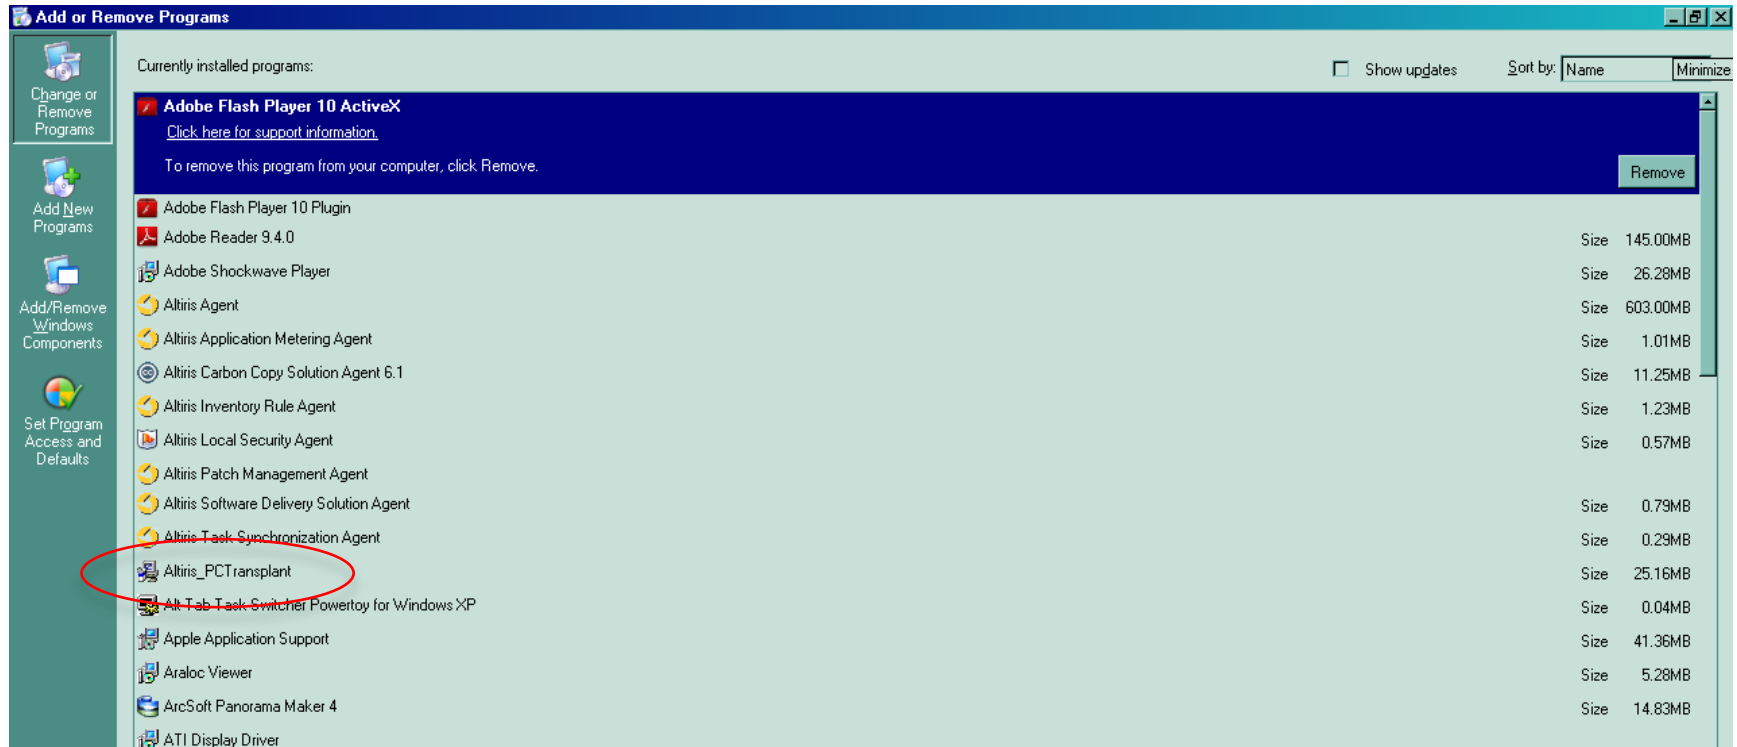 Add or Remove Programs
Change or
Remove
Programs
Add New
Programs
Add/Remove
Windows
Components
Set Program
Access and
Defaults
Currently installed programs:
Show updates
Sort by: Name
Minimize
Adobe Flash Player 10 ActiveX
Click here for support information.
To remove this program from your computer, click Remove.
Remove
Adobe Flash Player 10 Plugin
Adobe Reader 9.4.0 Size 145.00MB
Adobe Shockwave Player Size 26.28MB
Altiris Agent Size 603.00MB
Altiris Application Metering Agent Size 1.01MB
Altiris Carbon Copy Solution Agent 6.1 Size 11.25MB
Altiris Inventory Rule Agent Size 1.23MB
Altiris Local Security Agent Size 0.57MB
Altiris Patch Management Agent
Altiris Software Delivery Solution Agent Size 0.79MB
Altiris Task Synchronization Agent Size 0.29MB
Altiris_PCTransplant Size 25.16MB
Alt-Tab Task Switcher Powertoy for Windows XP Size 0.04MB
Apple Application Support Size 41.36MB
Araloc Viewer Size 5.28MB
ArcSoft Panorama Maker 4 Size 14.83MB
ATI Display Driver